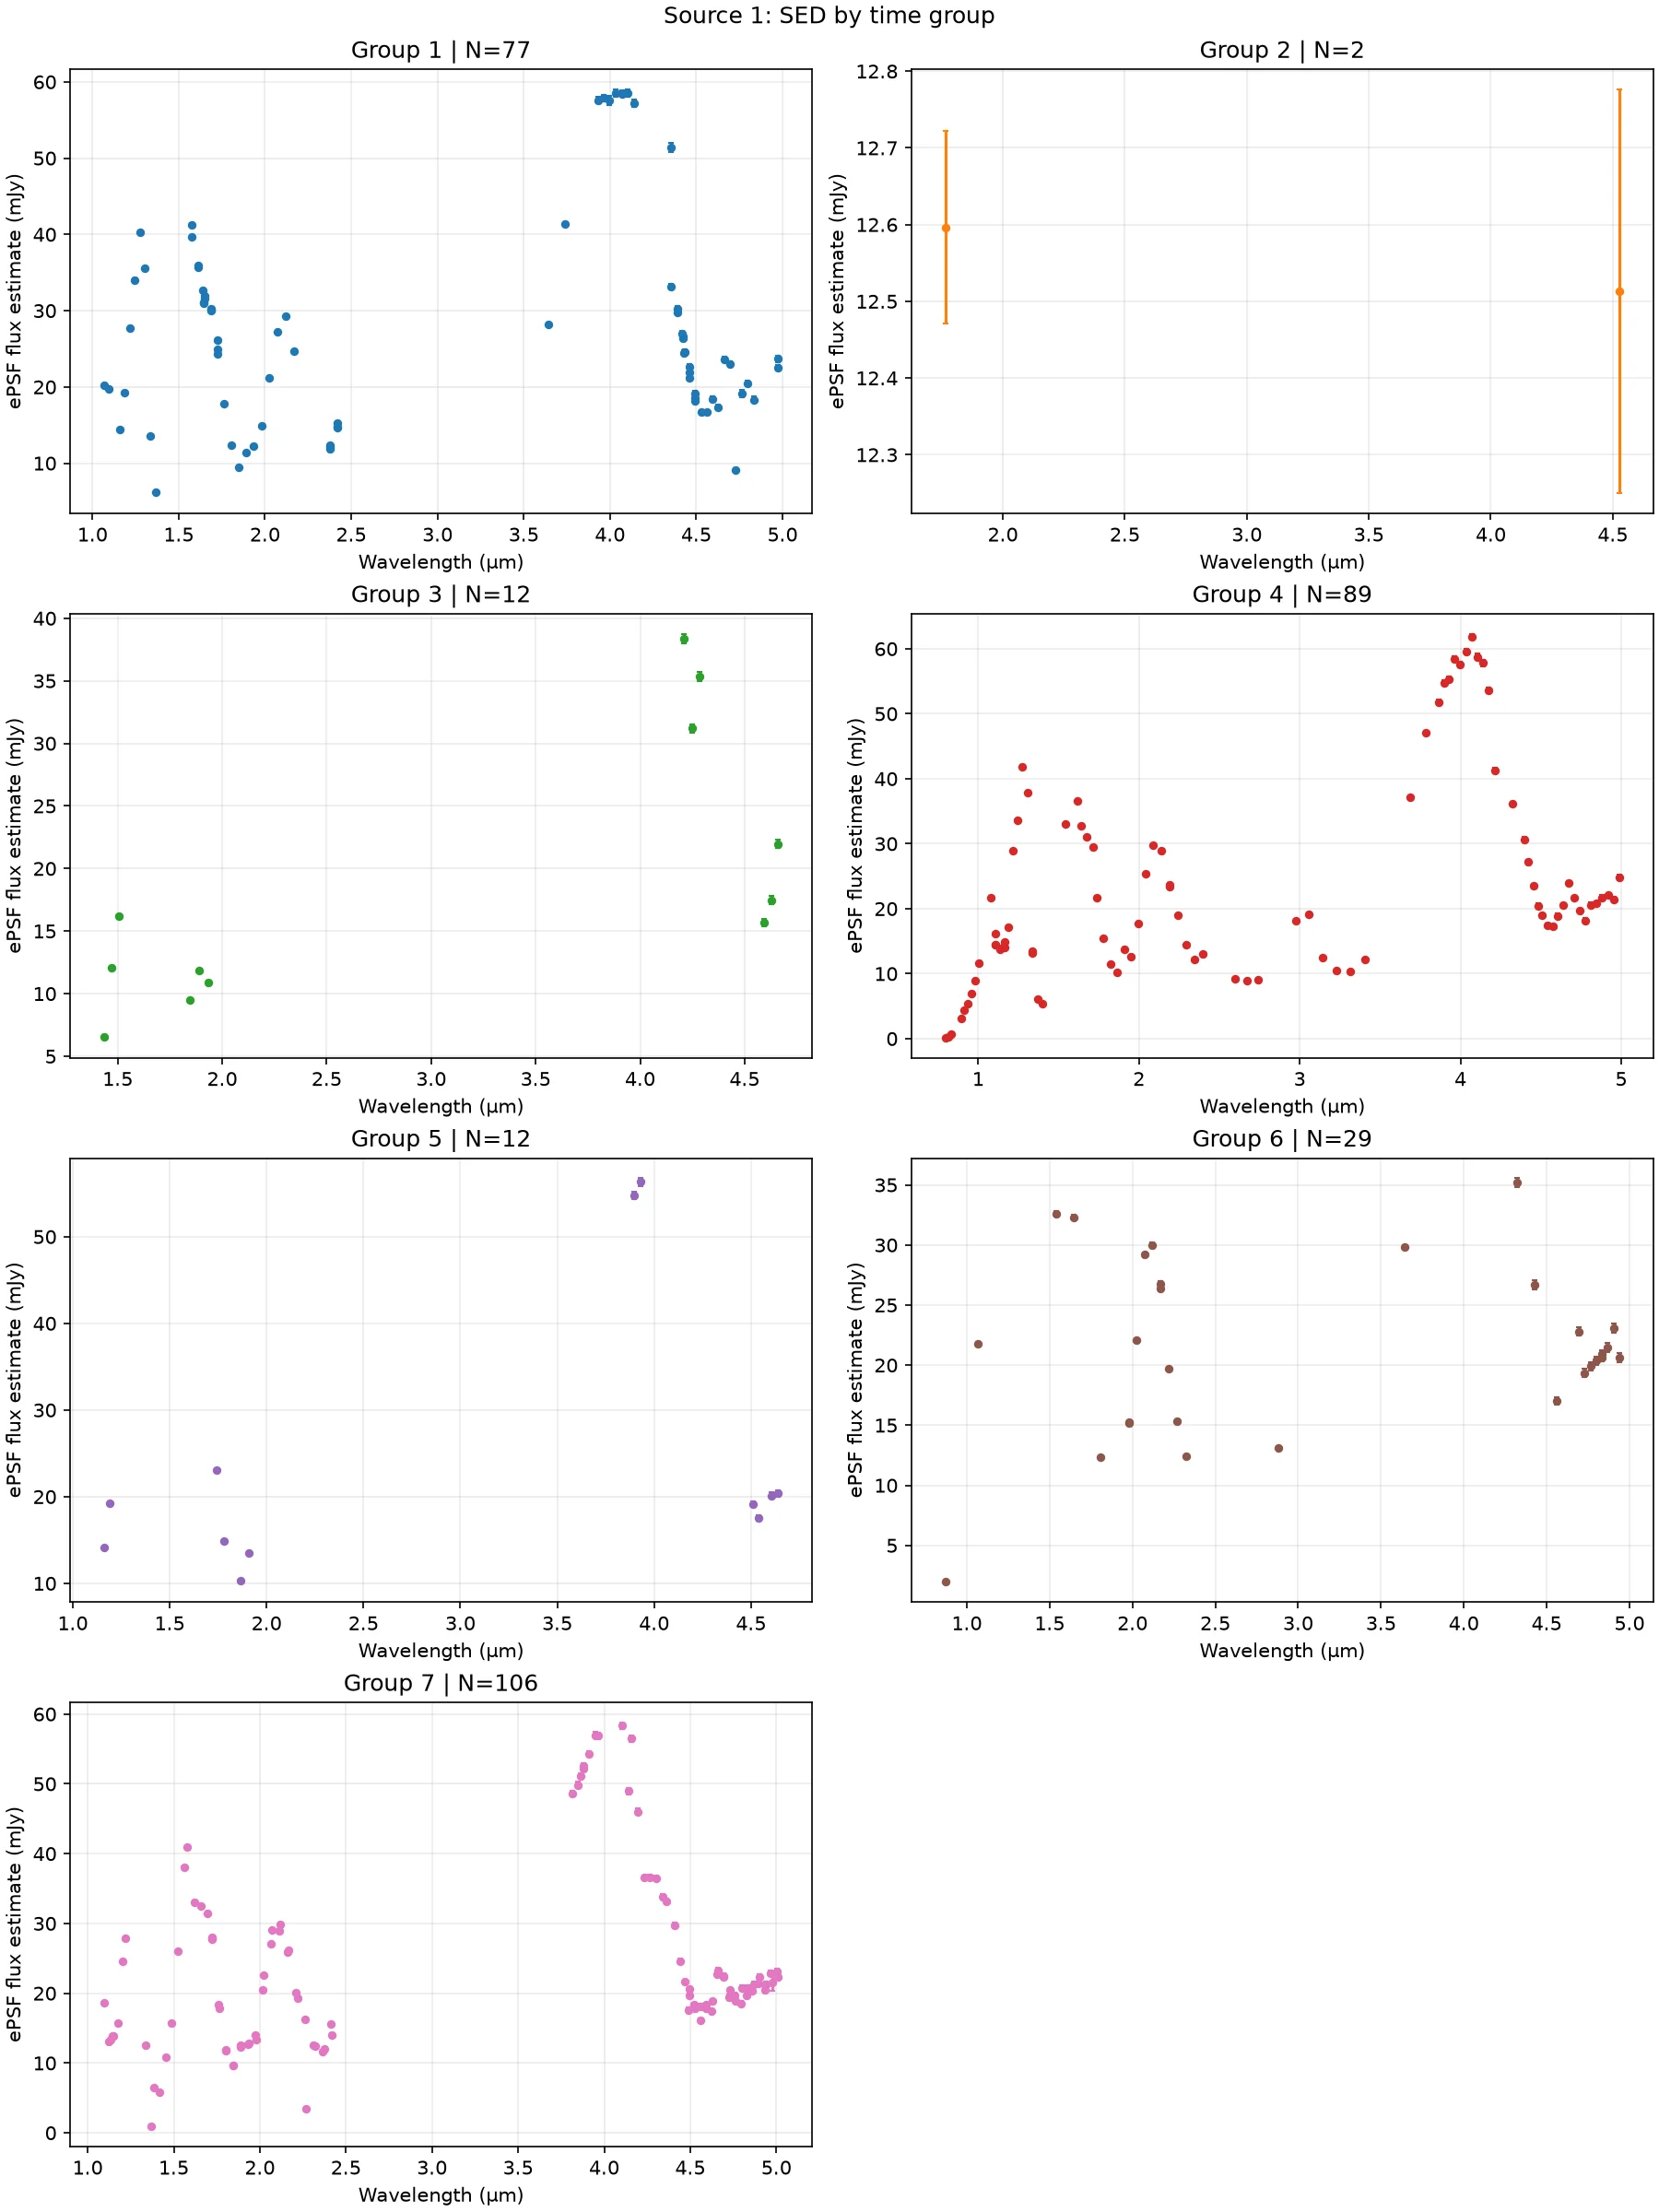 Source 1: SED by time group
Group 1 | N=77
60
50
40
30
20
10
1.0 1.5 2.0 2.5 3.0 3.5 4.0 4.5 5.0
ePSF flux estimate (mJy)
Wavelength (µm)
Group 2 | N=2
12.8
12.7
12.6
12.5
12.4
12.3
2.0 2.5 3.0 3.5 4.0 4.5
ePSF flux estimate (mJy)
Wavelength (µm)
Group 3 | N=12
40
35
30
25
20
15
10
5
1.5 2.0 2.5 3.0 3.5 4.0 4.5
ePSF flux estimate (mJy)
Wavelength (µm)
Group 4 | N=89
60
50
40
30
20
10
0
1 2 3 4 5
ePSF flux estimate (mJy)
Wavelength (µm)
Group 5 | N=12
50
40
30
20
10
1.0 1.5 2.0 2.5 3.0 3.5 4.0 4.5
ePSF flux estimate (mJy)
Wavelength (µm)
Group 6 | N=29
35
30
25
20
15
10
5
1.0 1.5 2.0 2.5 3.0 3.5 4.0 4.5 5.0
ePSF flux estimate (mJy)
Wavelength (µm)
Group 7 | N=106
60
50
40
30
20
10
0
1.0 1.5 2.0 2.5 3.0 3.5 4.0 4.5 5.0
ePSF flux estimate (mJy)
Wavelength (µm)